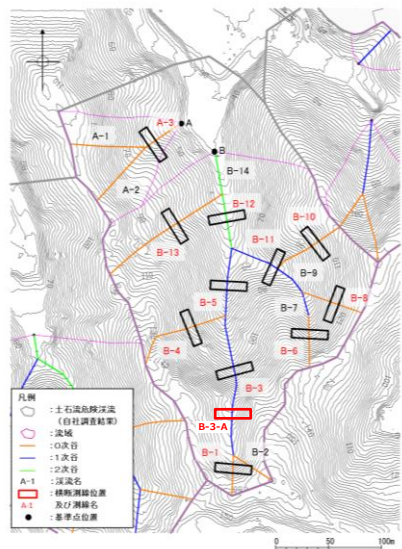 A-3
A
A-1
B
B-14
A-2
B-12
B-10
B-11
B-13
B-9
B-5
B-7
B-8
B-4
B-6
B-3
B-3-A
B-1
B-2
凡例
:土石流危険渓流
(自社調査結果)
:流域
:0次谷
:1次谷
:2次谷
A-1 :渓流名
:横断測線位置
A-1 及び測線名
:基準点位置
0 50 100m